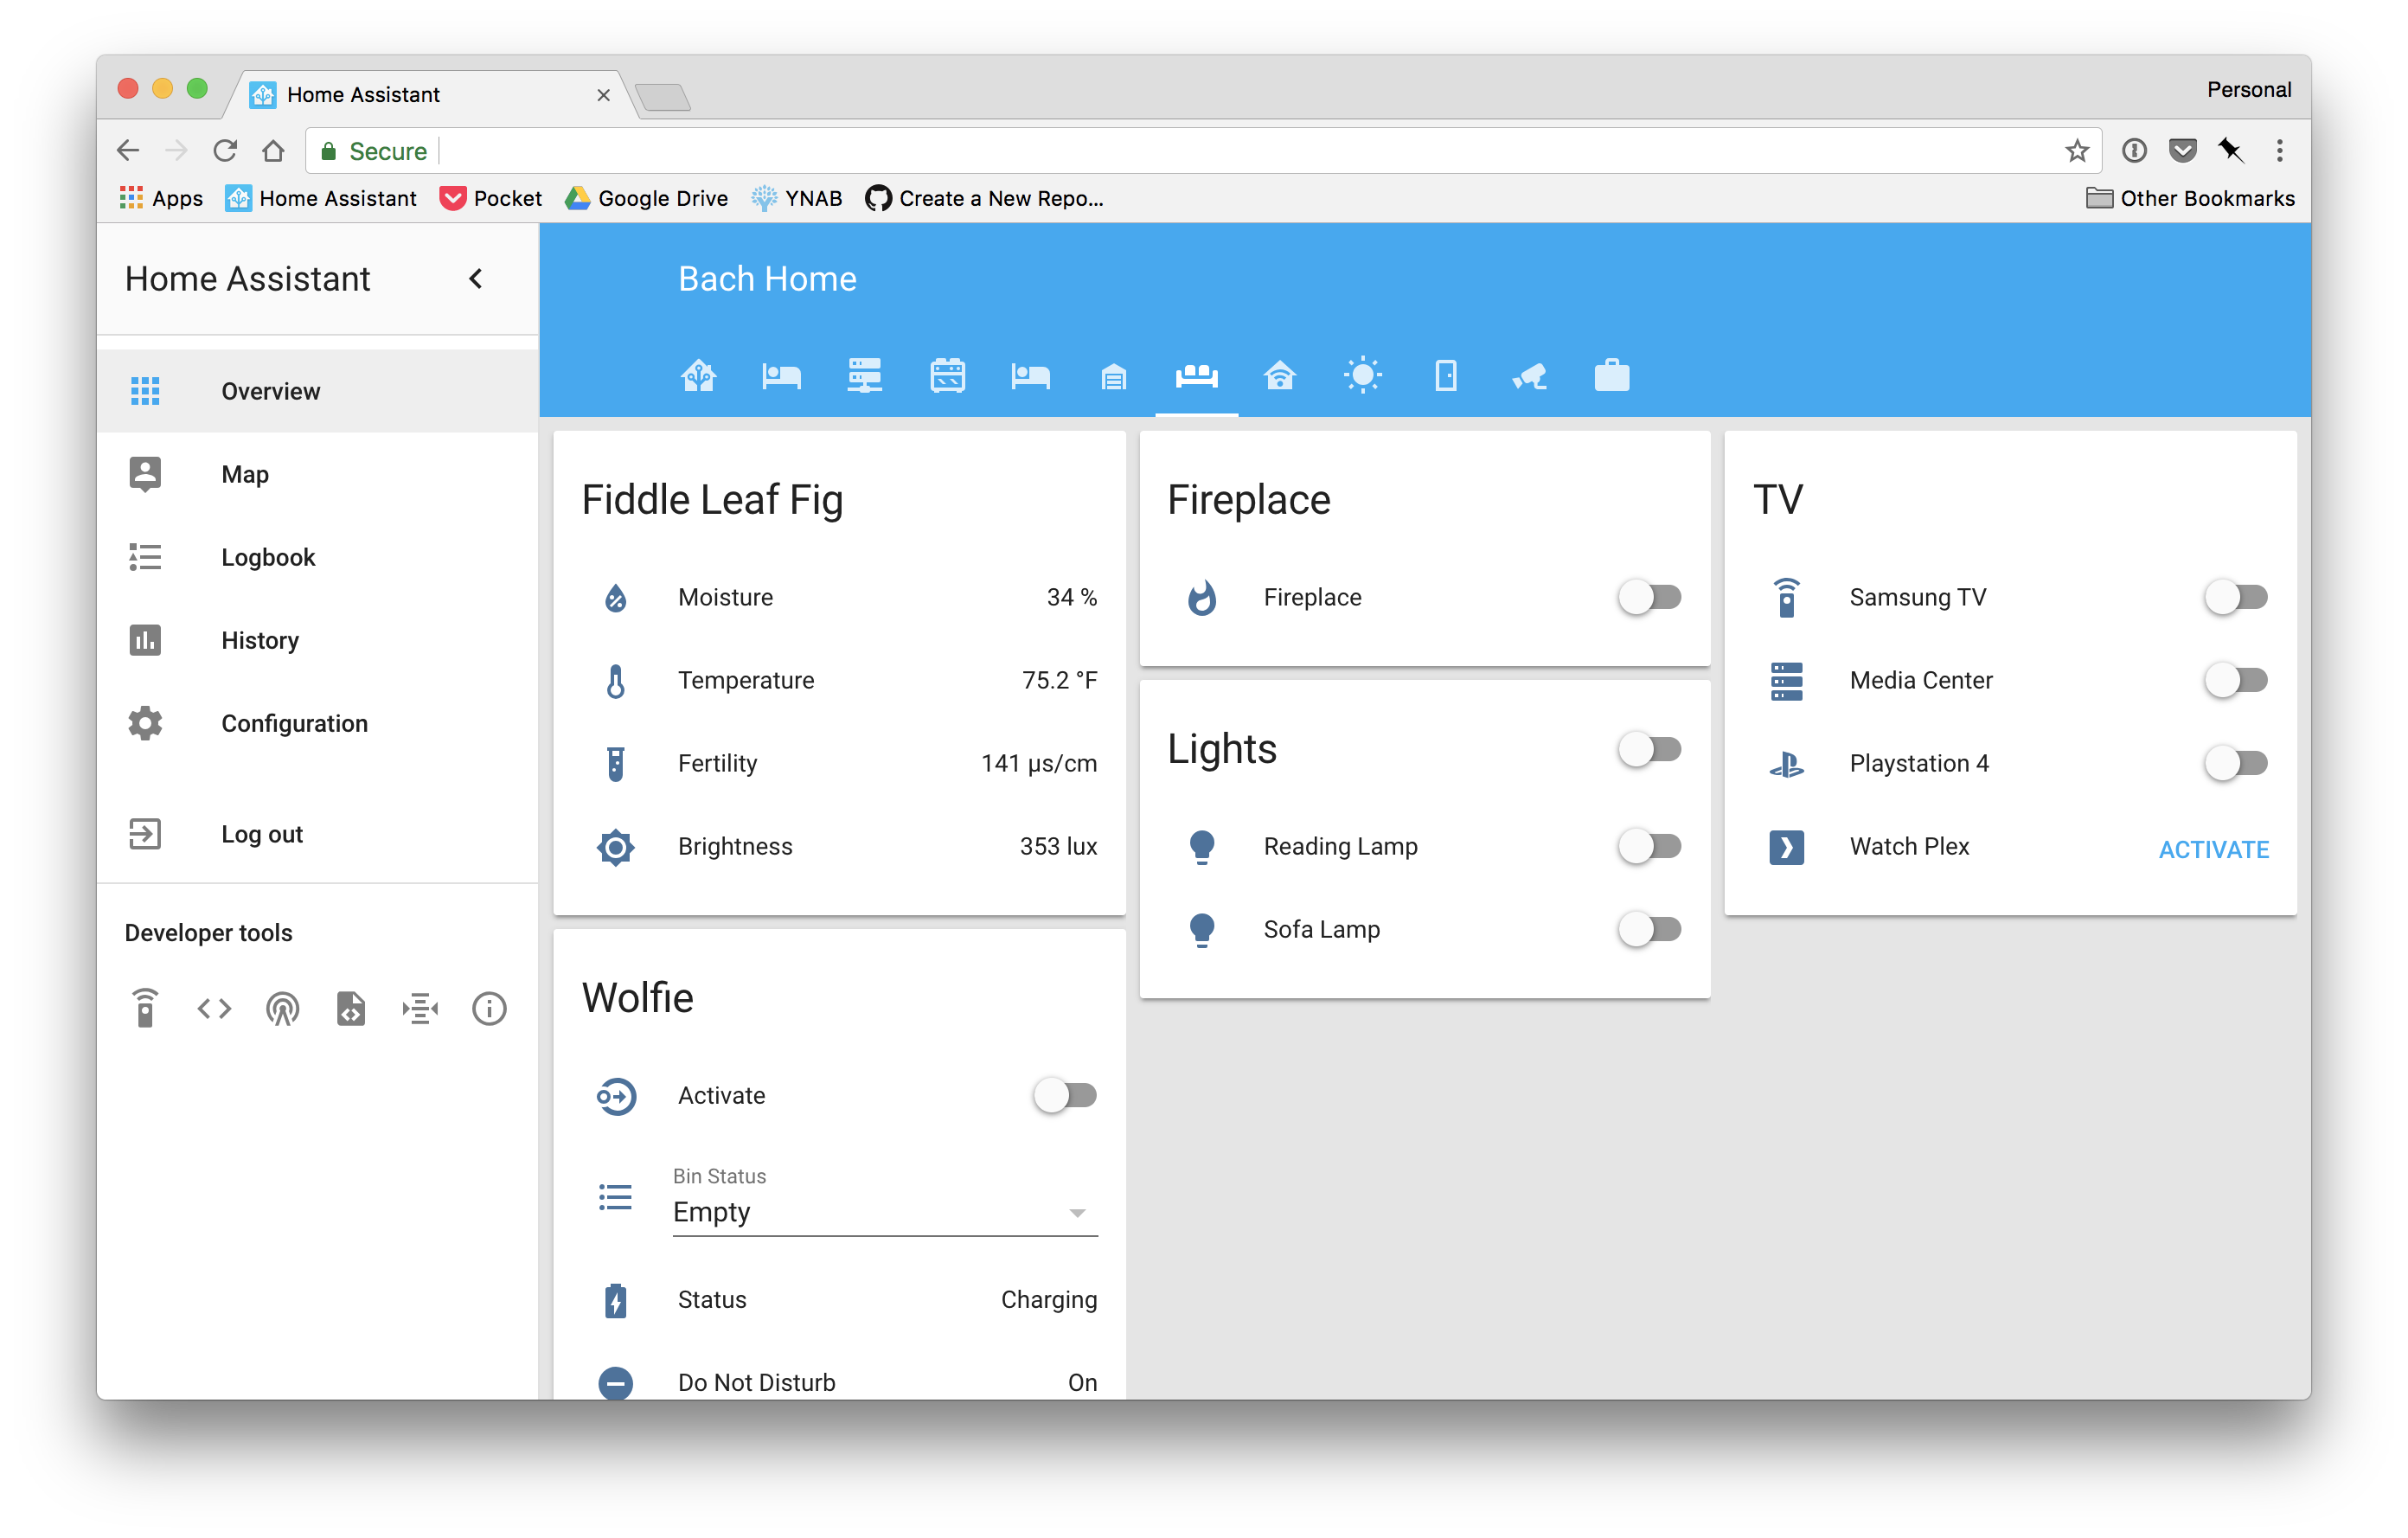 Home Assistant
Personal
Secure
Apps Home Assistant Pocket Google Drive YNAB Create a New Repo... Other Bookmarks
Home Assistant
Overview
Map
Logbook
History
Configuration
Log out
Developer tools
Bach Home
Fiddle Leaf Fig
Moisture 34 %
Temperature 75.2 °F
Fertility 141 µs/cm
Brightness 353 lux
Wolfie
Activate
Bin Status
Empty
Status Charging
Do Not Disturb On
Fireplace
Fireplace
Lights
Reading Lamp
Sofa Lamp
TV
Samsung TV
Media Center
Playstation 4
Watch Plex ACTIVATE